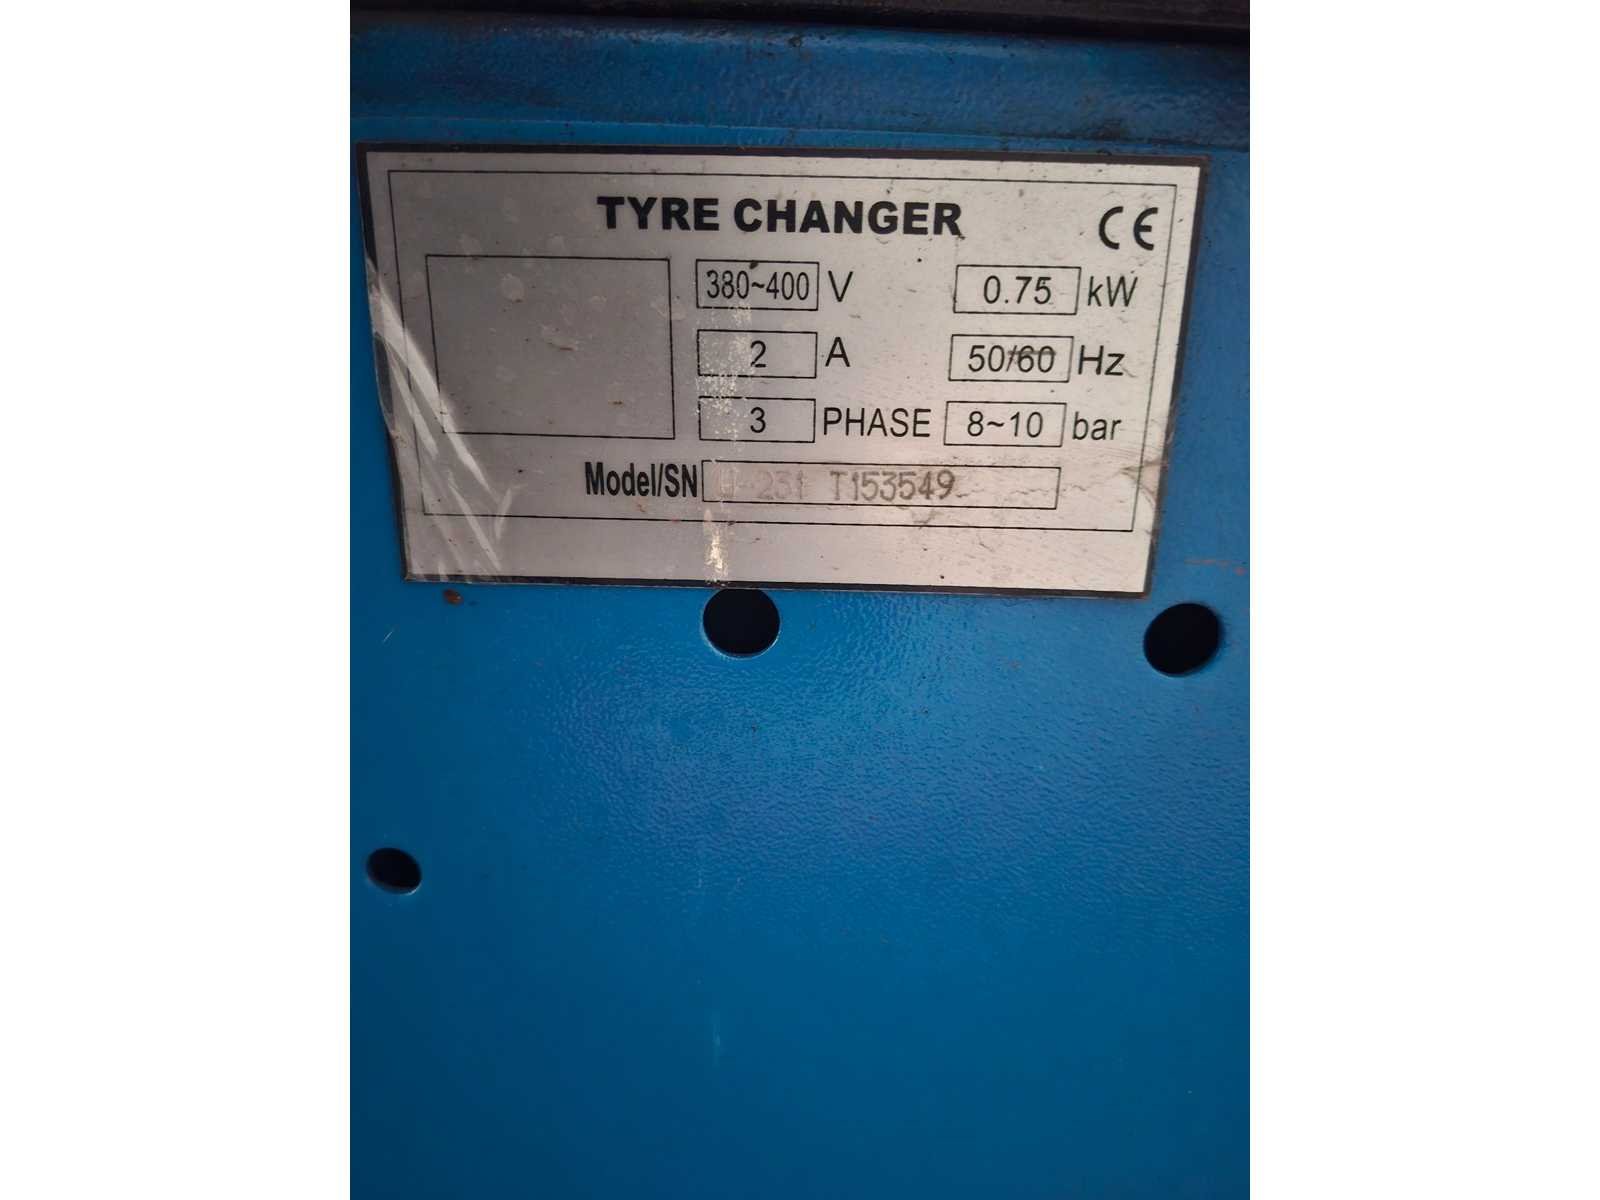 TYRE CHANGER CE
380~400 V 0.75 kW
2 A 50/60 Hz
3 PHASE 8~10 bar
Model/SN T153549